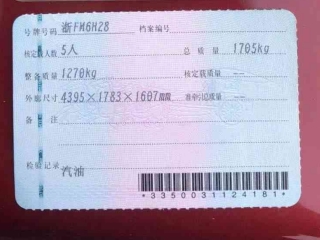 号牌号码 浙FM6H28 档案编号
核定载人数 5人 总质量 1705kg
整备质量 1270kg 核定载质量
外廓尺寸 4395×1783×1607mm 准牵引总质量
备注
检验记录
汽油
*3350031124181*